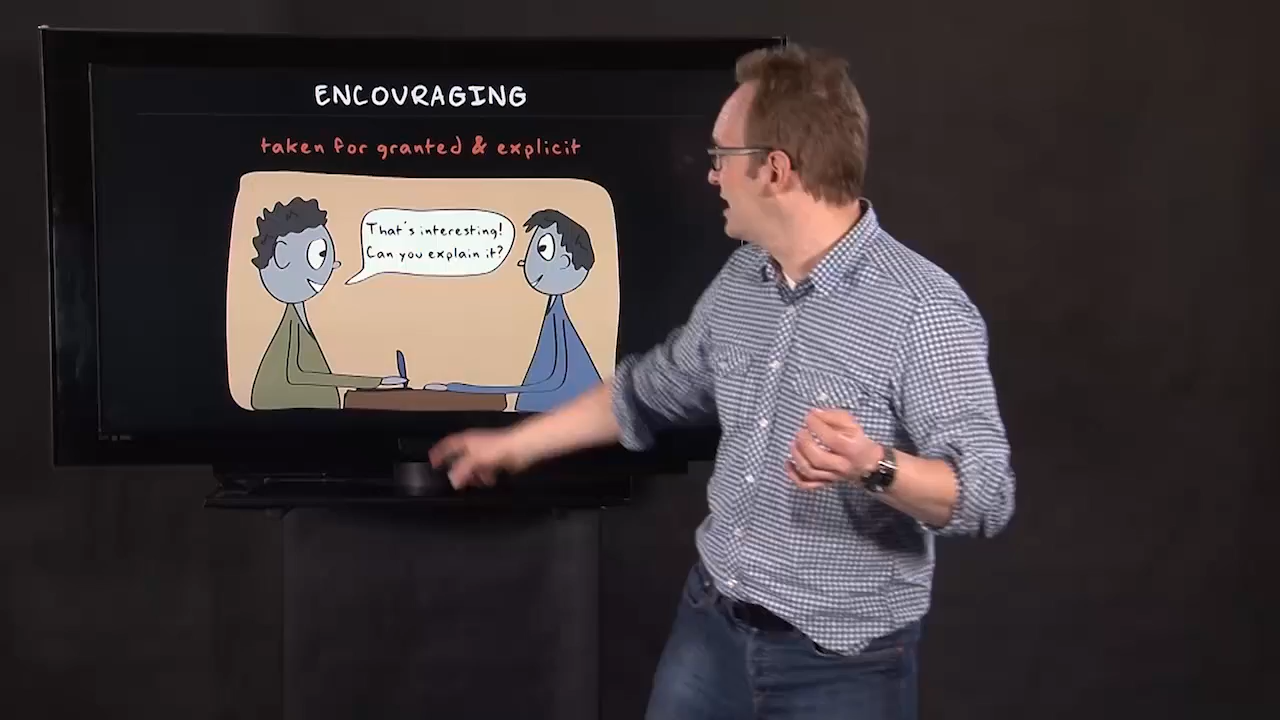 ENCOURAGING
taken for granted & explicit
That's interesting!
Can you explain it?